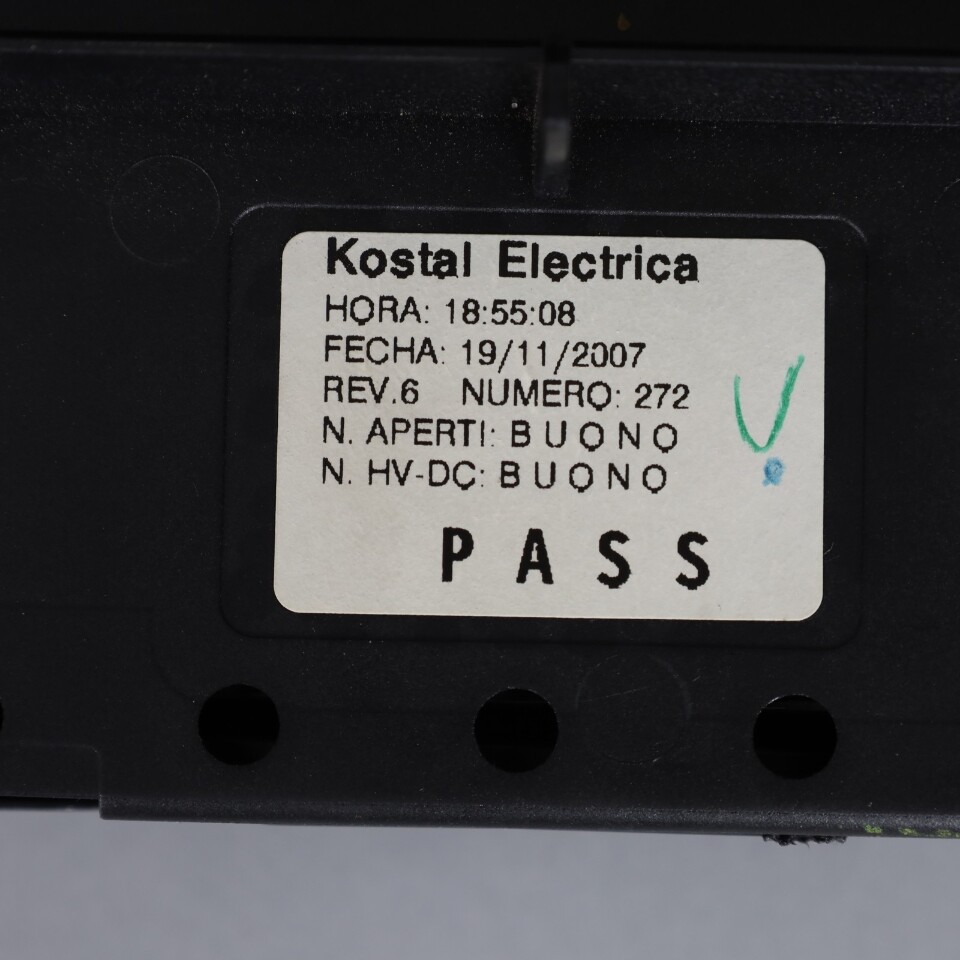 Kostal Electrica
HORA: 18:55:08
FECHA: 19/11/2007
REV.6 NUMERO: 272
N. APERTI: B U O N O
N. HV-DC: B U O N O
P A S S